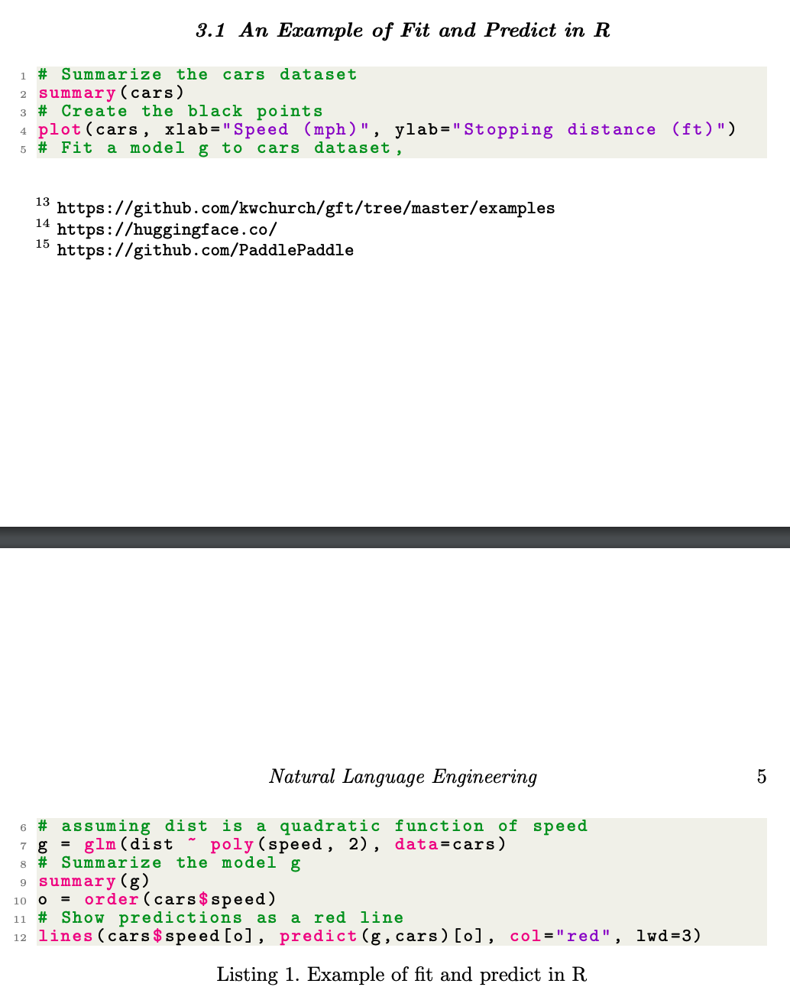 3.1 An Example of Fit and Predict in R
1 # Summarize the cars dataset
2 summary(cars)
3 # Create the black points
4 plot(cars, xlab="Speed (mph)", ylab="Stopping distance (ft)")
5 # Fit a model g to cars dataset,
13 https://github.com/kwchurch/gft/tree/master/examples
14 https://huggingface.co/
15 https://github.com/PaddlePaddle
Natural Language Engineering 5
6 # assuming dist is a quadratic function of speed
7 g = glm(dist ~ poly(speed, 2), data=cars)
8 # Summarize the model g
9 summary(g)
10 o = order(cars$speed)
11 # Show predictions as a red line
12 lines(cars$speed[o], predict(g,cars)[o], col="red", lwd=3)
Listing 1. Example of fit and predict in R